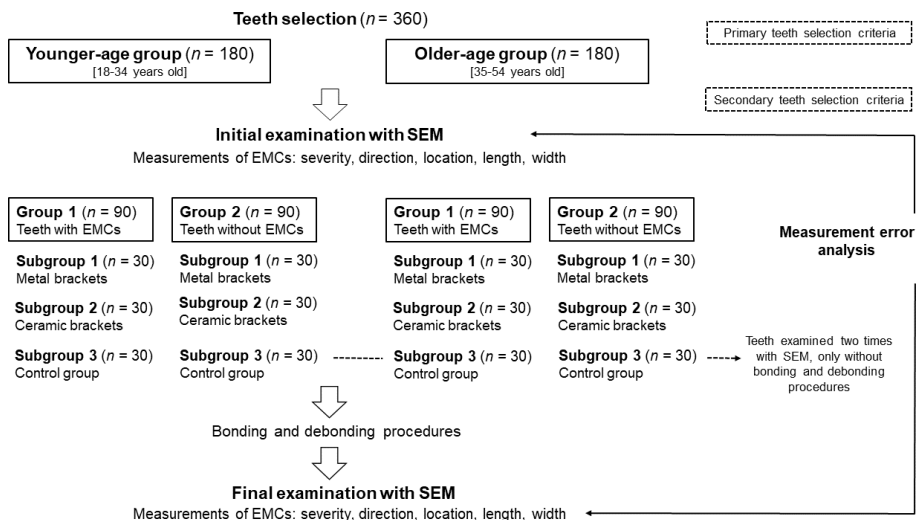 Teeth selection (n = 360)
Younger-age group (n = 180)
[18-34 years old]
Older-age group (n = 180)
[35-54 years old]
Primary teeth selection criteria
Secondary teeth selection criteria
Initial examination with SEM
Measurements of EMCs: severity, direction, location, length, width
Group 1 (n = 90)
Teeth with EMCs
Subgroup 1 (n = 30)
Metal brackets
Subgroup 2 (n = 30)
Ceramic brackets
Subgroup 3 (n = 30)
Control group
Group 2 (n = 90)
Teeth without EMCs
Subgroup 1 (n = 30)
Metal brackets
Subgroup 2 (n = 30)
Ceramic brackets
Subgroup 3 (n = 30)
Control group
Group 1 (n = 90)
Teeth with EMCs
Subgroup 1 (n = 30)
Metal brackets
Subgroup 2 (n = 30)
Ceramic brackets
Subgroup 3 (n = 30)
Control group
Group 2 (n = 90)
Teeth without EMCs
Subgroup 1 (n = 30)
Metal brackets
Subgroup 2 (n = 30)
Ceramic brackets
Subgroup 3 (n = 30)
Control group
Measurement error
analysis
Teeth examined two times
with SEM, only without
bonding and debonding
procedures
Bonding and debonding procedures
Final examination with SEM
Measurements of EMCs: severity, direction, location, length, width